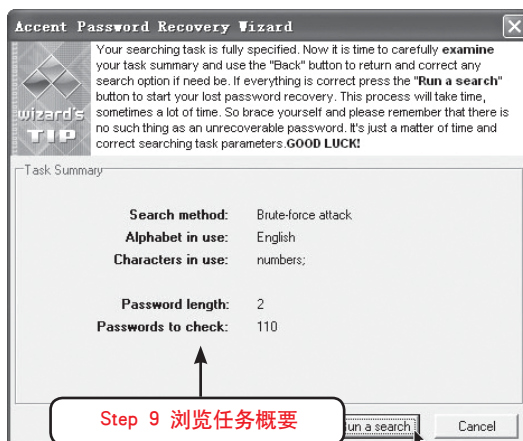 Accent Password Recovery Wizard
Your searching task is fully specified. Now it is time to carefully examine
your task summary and use the "Back" button to return and correct any
search option if need be. If everything is correct press the "Run a search"
button to start your lost password recovery. This process will take time,
sometimes a lot of time. So brace yourself and please remember that there is
no such thing as an unrecoverable password. It's just a matter of time and
correct searching task parameters.GOOD LUCK!
wizard's
TIP
Task Summary
Search method: Brute-force attack
Alphabet in use: English
Characters in use: numbers;
Password length: 2
Passwords to check: 110
Step 9 浏览任务概要
un a search
Cancel